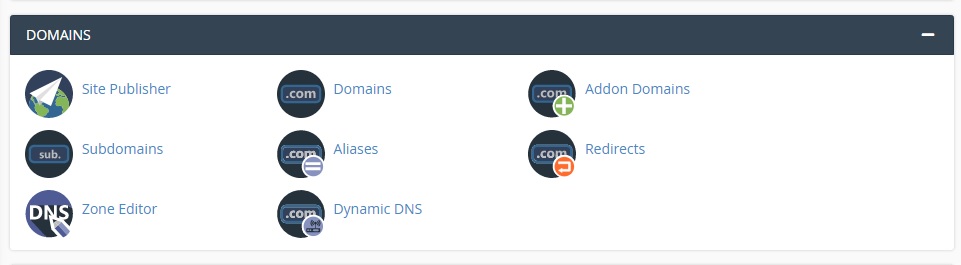 DOMAINS
Site Publisher
.com Domains
.com Addon Domains
sub. Subdomains
.com Aliases
.com Redirects
DNS Zone Editor
.com Dynamic DNS